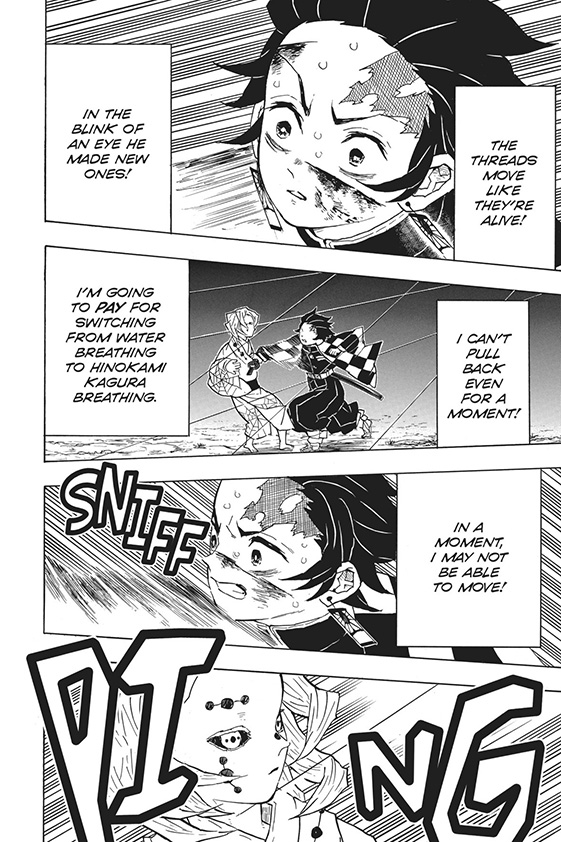 THE
THREADS
MOVE
LIKE
THEY'RE
ALIVE!
IN THE
BLINK OF
AN EYE HE
MADE NEW
ONES!
I CAN'T
PULL
BACK
EVEN
FOR A
MOMENT!
I'M GOING
TO PAY FOR
SWITCHING
FROM WATER
BREATHING
TO HINOKAMI
KAGURA
BREATHING.
IN A
MOMENT,
I MAY NOT
BE ABLE
TO MOVE!
SNIFF
PING